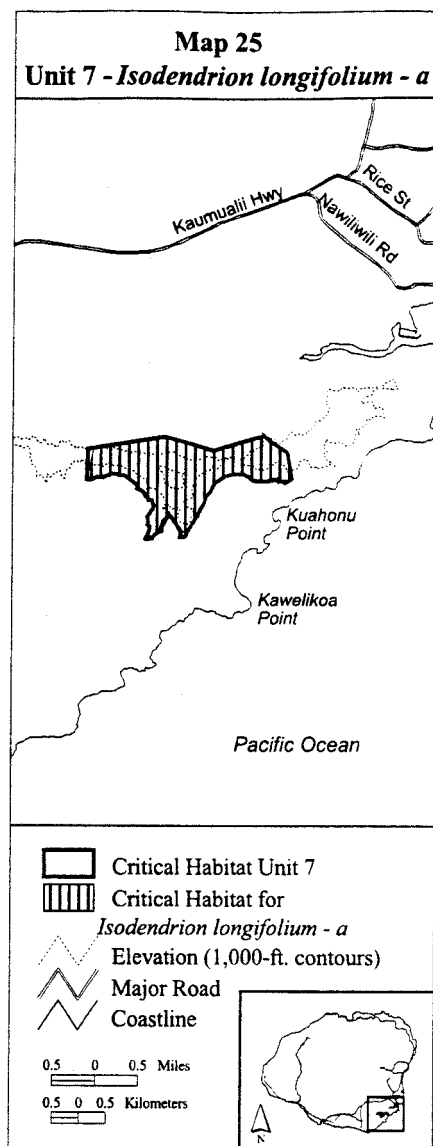 Map 25
Unit 7 - Isodendrion longifolium - a
Rice St
Kaumualii Hwy
Nawiliwili Rd
Kuahonu
Point
Kawelikoa
Point
Pacific Ocean
Critical Habitat Unit 7
Critical Habitat for
Isodendrion longifolium - a
Elevation (1,000-ft. contours)
Major Road
Coastline
0.5 0 0.5 Miles
0.5 0 0.5 Kilometers
N